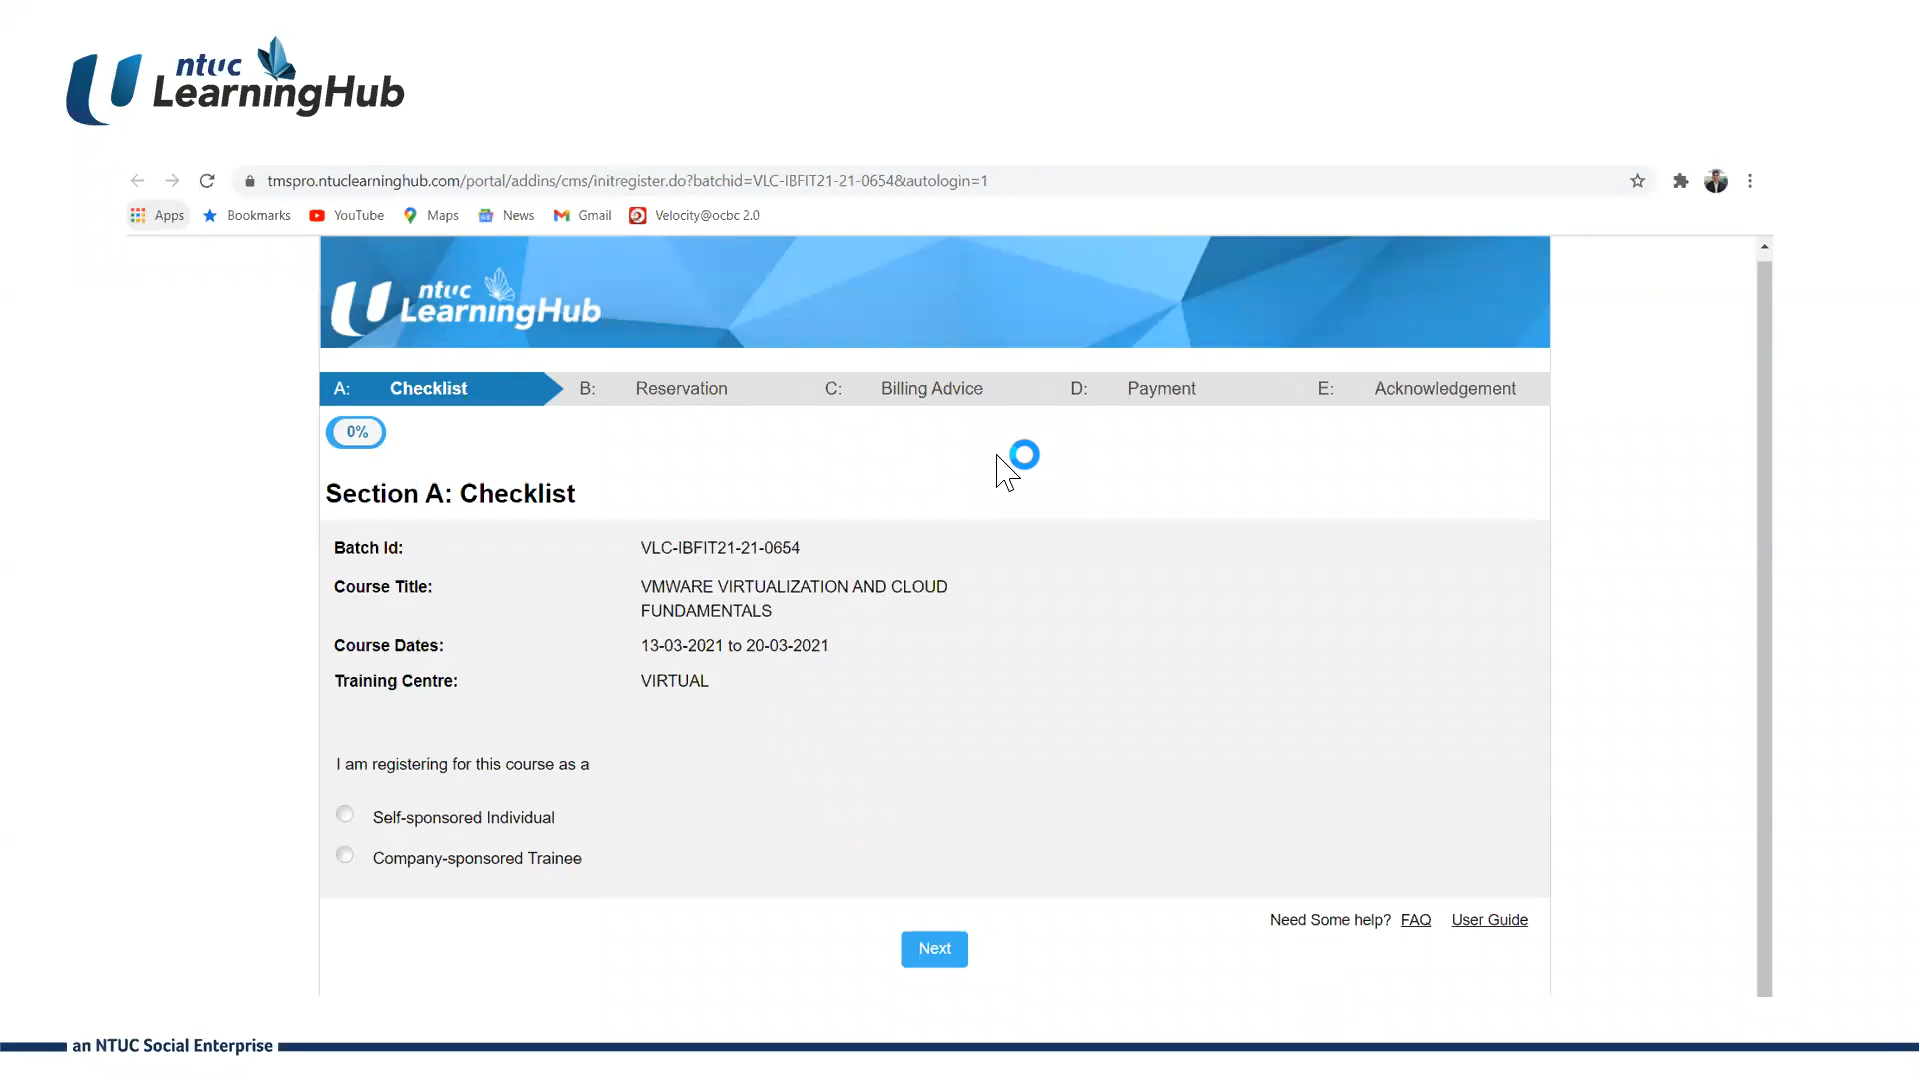 ntuc
LearningHub
tmspro.ntuclearninghub.com/portal/addins/cms/initregister.do?batchid=VLC-IBFIT21-21-0654&autologin=1
Apps Bookmarks YouTube Maps News Gmail Velocity@ocbc 2.0
ntuc
LearningHub
A: Checklist B: Reservation C: Billing Advice D: Payment E: Acknowledgement
0%
Section A: Checklist
Batch Id: VLC-IBFIT21-21-0654
Course Title: VMWARE VIRTUALIZATION AND CLOUD
FUNDAMENTALS
Course Dates: 13-03-2021 to 20-03-2021
Training Centre: VIRTUAL
I am registering for this course as a
Self-sponsored Individual
Company-sponsored Trainee
Need Some help? FAQ User Guide
Next
an NTUC Social Enterprise